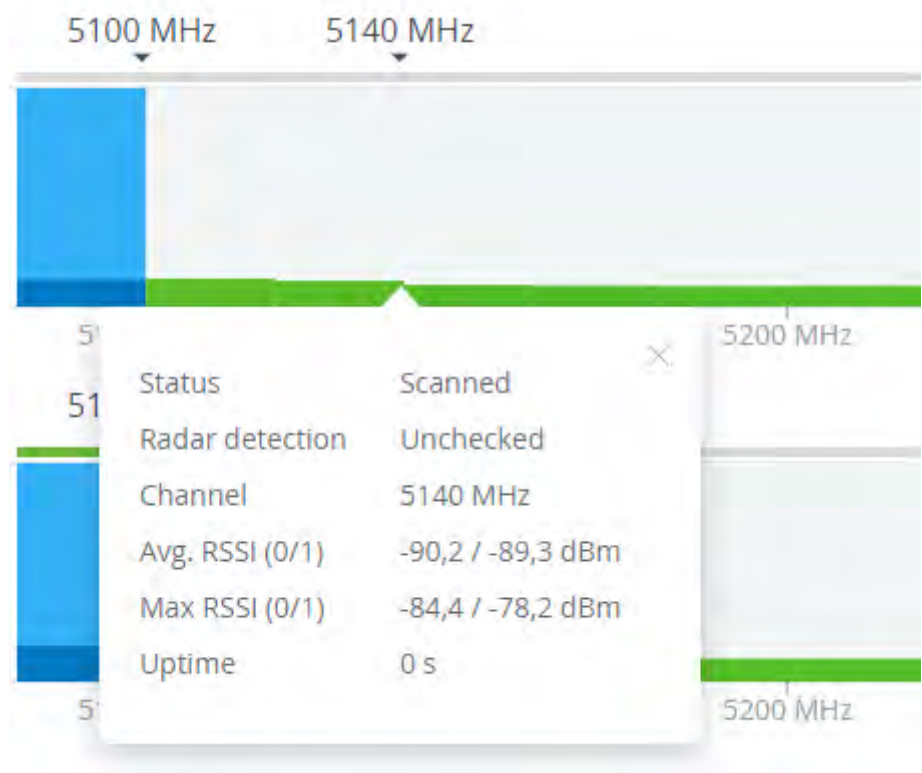 5100 MHz 5140 MHz
5200 MHz
Status Scanned
Radar detection Unchecked
Channel 5140 MHz
Avg. RSSI (0/1) -90,2 / -89,3 dBm
Max RSSI (0/1) -84,4 / -78,2 dBm
Uptime 0 s
5200 MHz